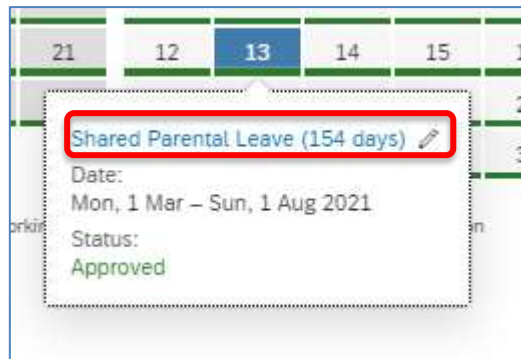 21 12 13 14 15
Shared Parental Leave (154 days)
Date:
Mon, 1 Mar – Sun, 1 Aug 2021
Status:
Approved